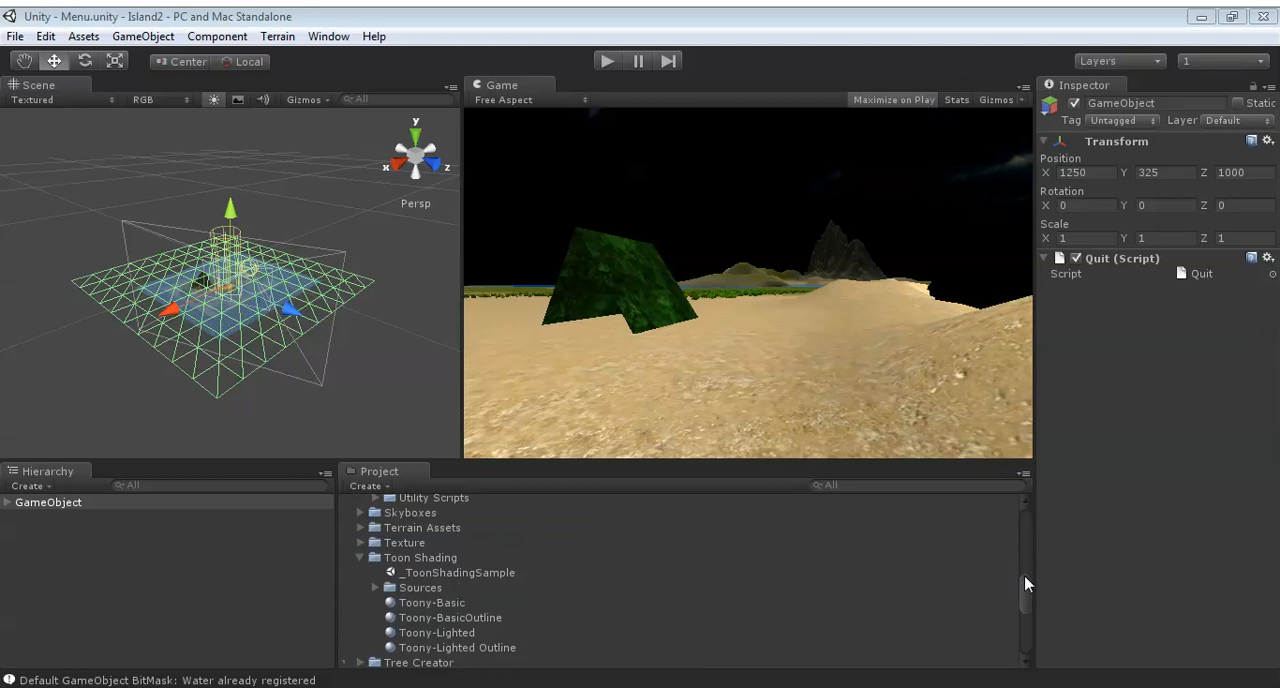 Unity - Menu.unity - Island2 - PC and Mac Standalone
File Edit Assets GameObject Component Terrain Window Help
Center Local Layers 1
Scene
Textured RGB Gizmos All
y
x z
Persp
Game
Free Aspect Maximize on Play Stats Gizmos
Inspector
GameObject Static
Tag Untagged Layer Default
Transform
Position
X 1250 Y 325 Z 1000
Rotation
X 0 Y 0 Z 0
Scale
X 1 Y 1 Z 1
Quit (Script)
Script Quit
Hierarchy
Create All
GameObject
Project
Create All
Utility Scripts
Skyboxes
Terrain Assets
Texture
Toon Shading
_ToonShadingSample
Sources
Toony-Basic
Toony-BasicOutline
Toony-Lighted
Toony-Lighted Outline
Tree Creator
Default GameObject BitMask: Water already registered